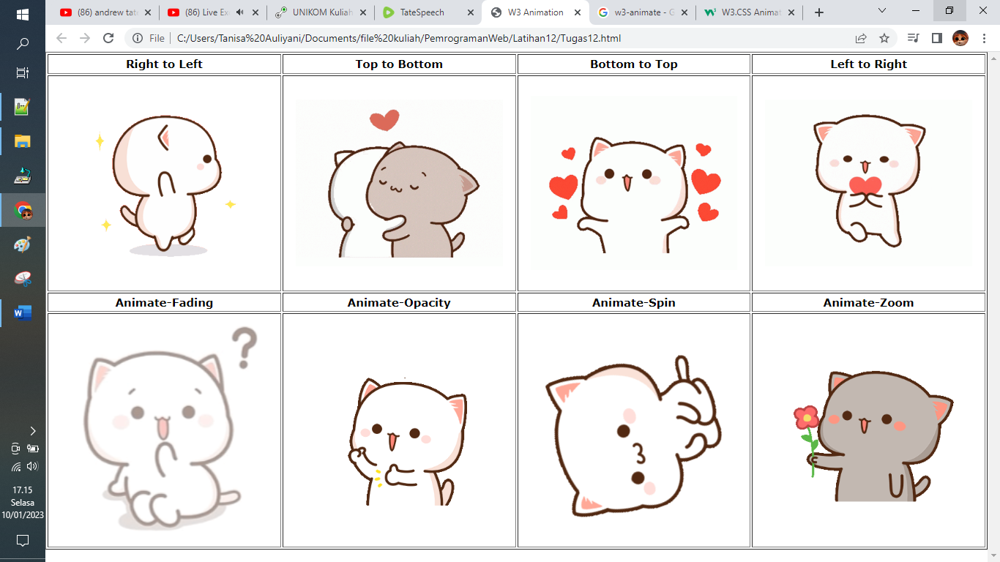 (86) andrew tat
(86) Live Ex
UNIKOM Kuliah
TateSpeech
W3 Animation
w3-animate - G
W3.CSS Animat
File
C:/Users/Tanisa%20Auliyani/Documents/file%20kuliah/PemrogramanWeb/Latihan12/Tugas12.html
Right to Left
Top to Bottom
Bottom to Top
Left to Right
Animate-Fading
Animate-Opacity
Animate-Spin
Animate-Zoom
?
17.15
Selasa
10/01/2023